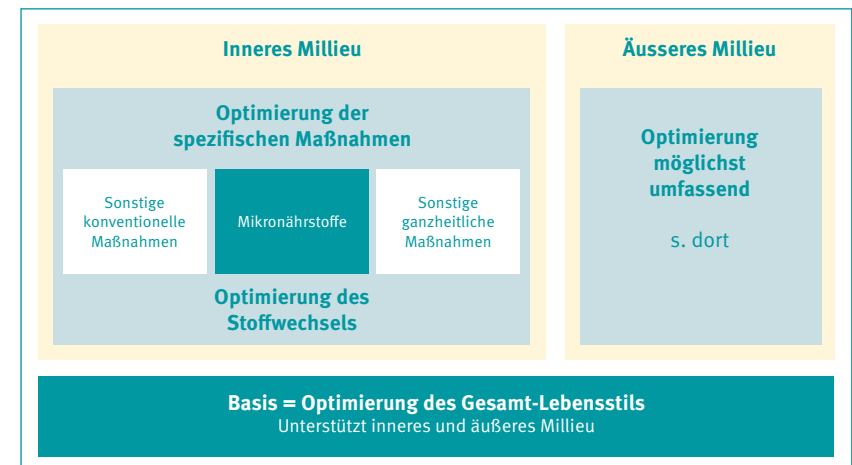 Inneres Millieu
Optimierung der
spezifischen Maßnahmen
Sonstige
konventionelle
Maßnahmen
Mikronährstoffe
Sonstige
ganzheitliche
Maßnahmen
Optimierung des
Stoffwechsels
Äusseres Millieu
Optimierung
möglichst
umfassend
s. dort
Basis = Optimierung des Gesamt-Lebensstils
Unterstützt inneres und äußeres Millieu